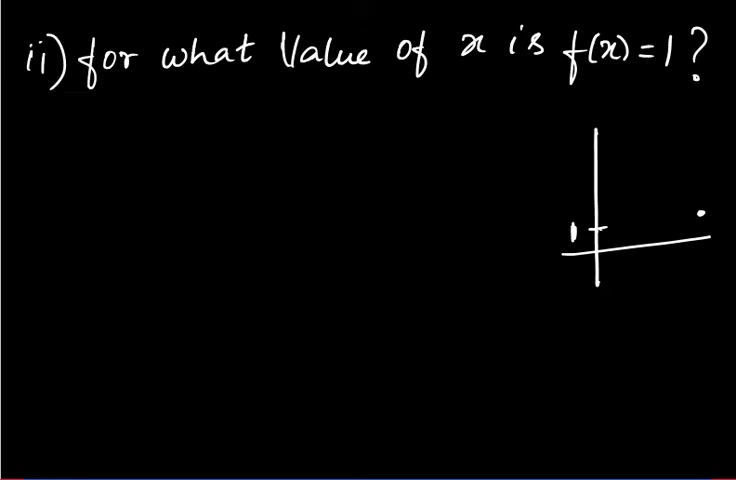 ii) for what Value of x is f(x) = 1 ?
1